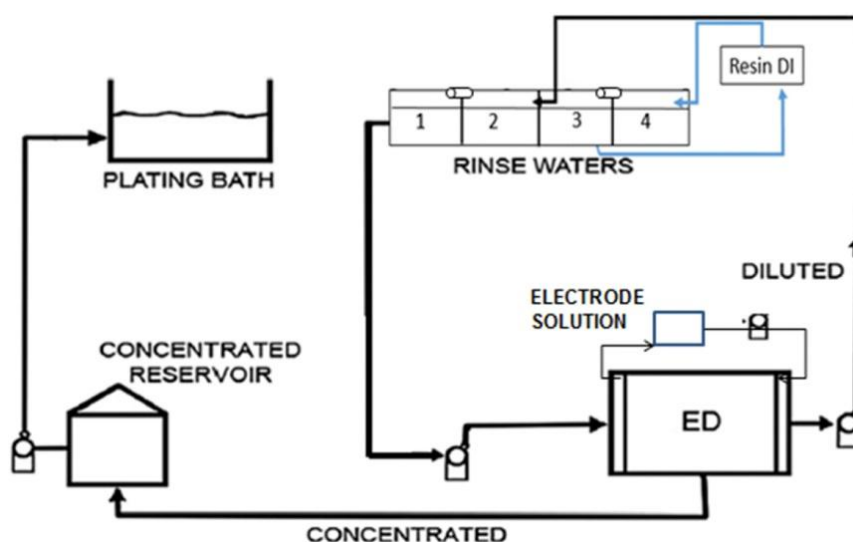 Resin DI
1 2 3 4
RINSE WATERS
PLATING BATH
DILUTED
ELECTRODE
SOLUTION
CONCENTRATED
RESERVOIR
ED
CONCENTRATED